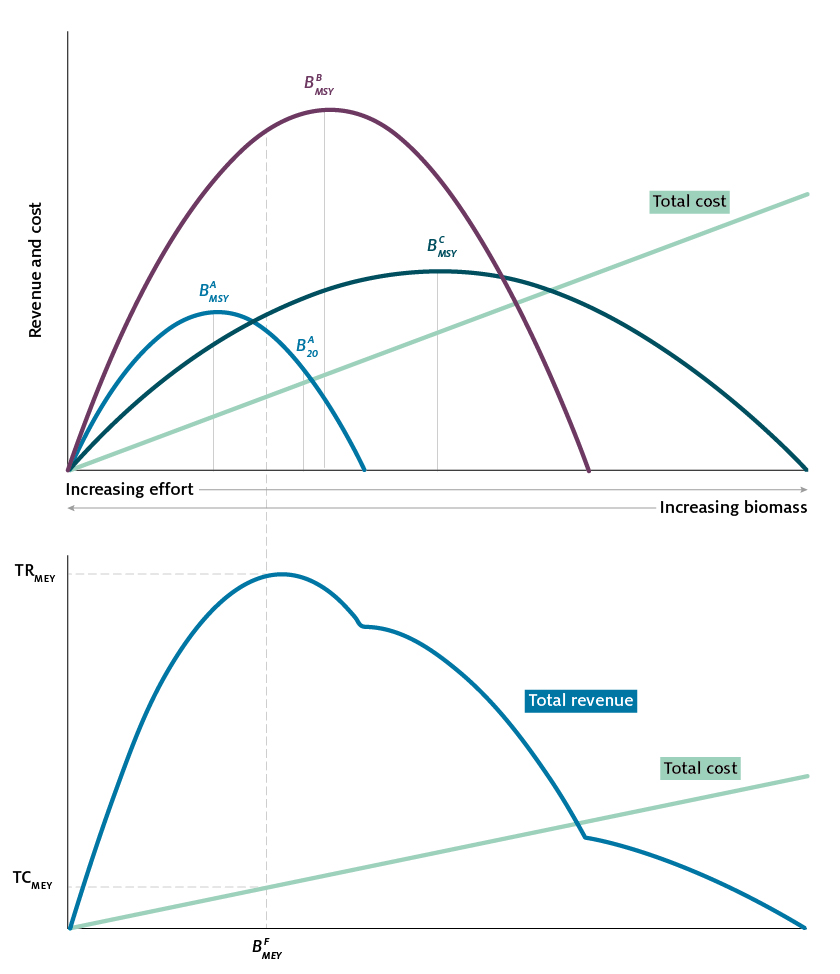 B^B_MSY
Total cost
B^C_MSY
B^A_MSY
B^A_20
Revenue and cost
Increasing effort
Increasing biomass
TR_MEY
Total revenue
Total cost
TC_MEY
B^F_MEY